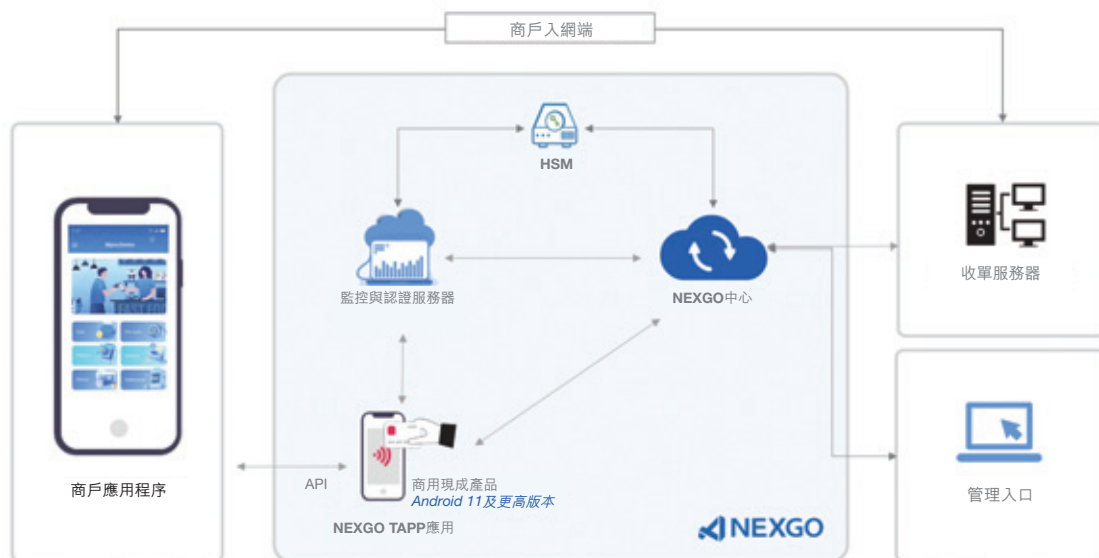 商戶入網端
HSM
監控與認證服務器
NEXGO中心
收單服務器
商戶應用程序
API
商用現成產品
Android 11及更高版本
NEXGO TAPP應用
NEXGO
管理入口